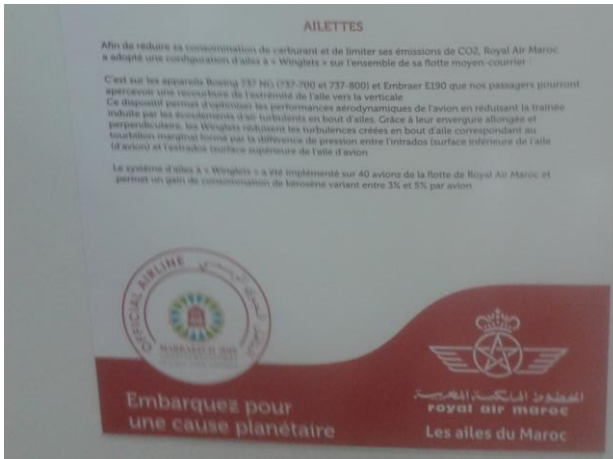 AILETTES
Afin de réduire sa consommation de carburant et de limiter ses émissions de CO2, Royal Air Maroc
a adopté une configuration d'ailes à « Winglets » sur l'ensemble de sa flotte moyen-courrier :
C'est sur les appareils Boeing 737 NG (737-700 et 737-800) et Embraer E190 que nos passagers pourront
apercevoir une recourbure de l'extrémité de l'aile vers la verticale
Ce dispositif permet d'optimiser les performances aérodynamiques de l'avion en réduisant la trainée
induite par les écoulements d'air turbulents en bout d'ailes. Grâce à leur envergure allongée et
perpendiculaire, les Winglets réduisent les turbulences créées en bout d'aile correspondant au
tourbillon marginal formé par la différence de pression entre l'intrados (surface inférieure de l'aile
d'avion) et l'extrados (surface supérieure de l'aile d'avion
Le système d'ailes à « Winglets » a été implémenté sur 40 avions de la flotte de Royal Air Maroc et
permet un gain de consommation de kérosène variant entre 3% et 5% par avion
OFFICIAL AIRLINE
الناقل الجوي الرسمي
MARRAKECH 2016
Embarquez pour
une cause planétaire
الخطوط الملكية المغربية
royal air maroc
Les ailes du Maroc